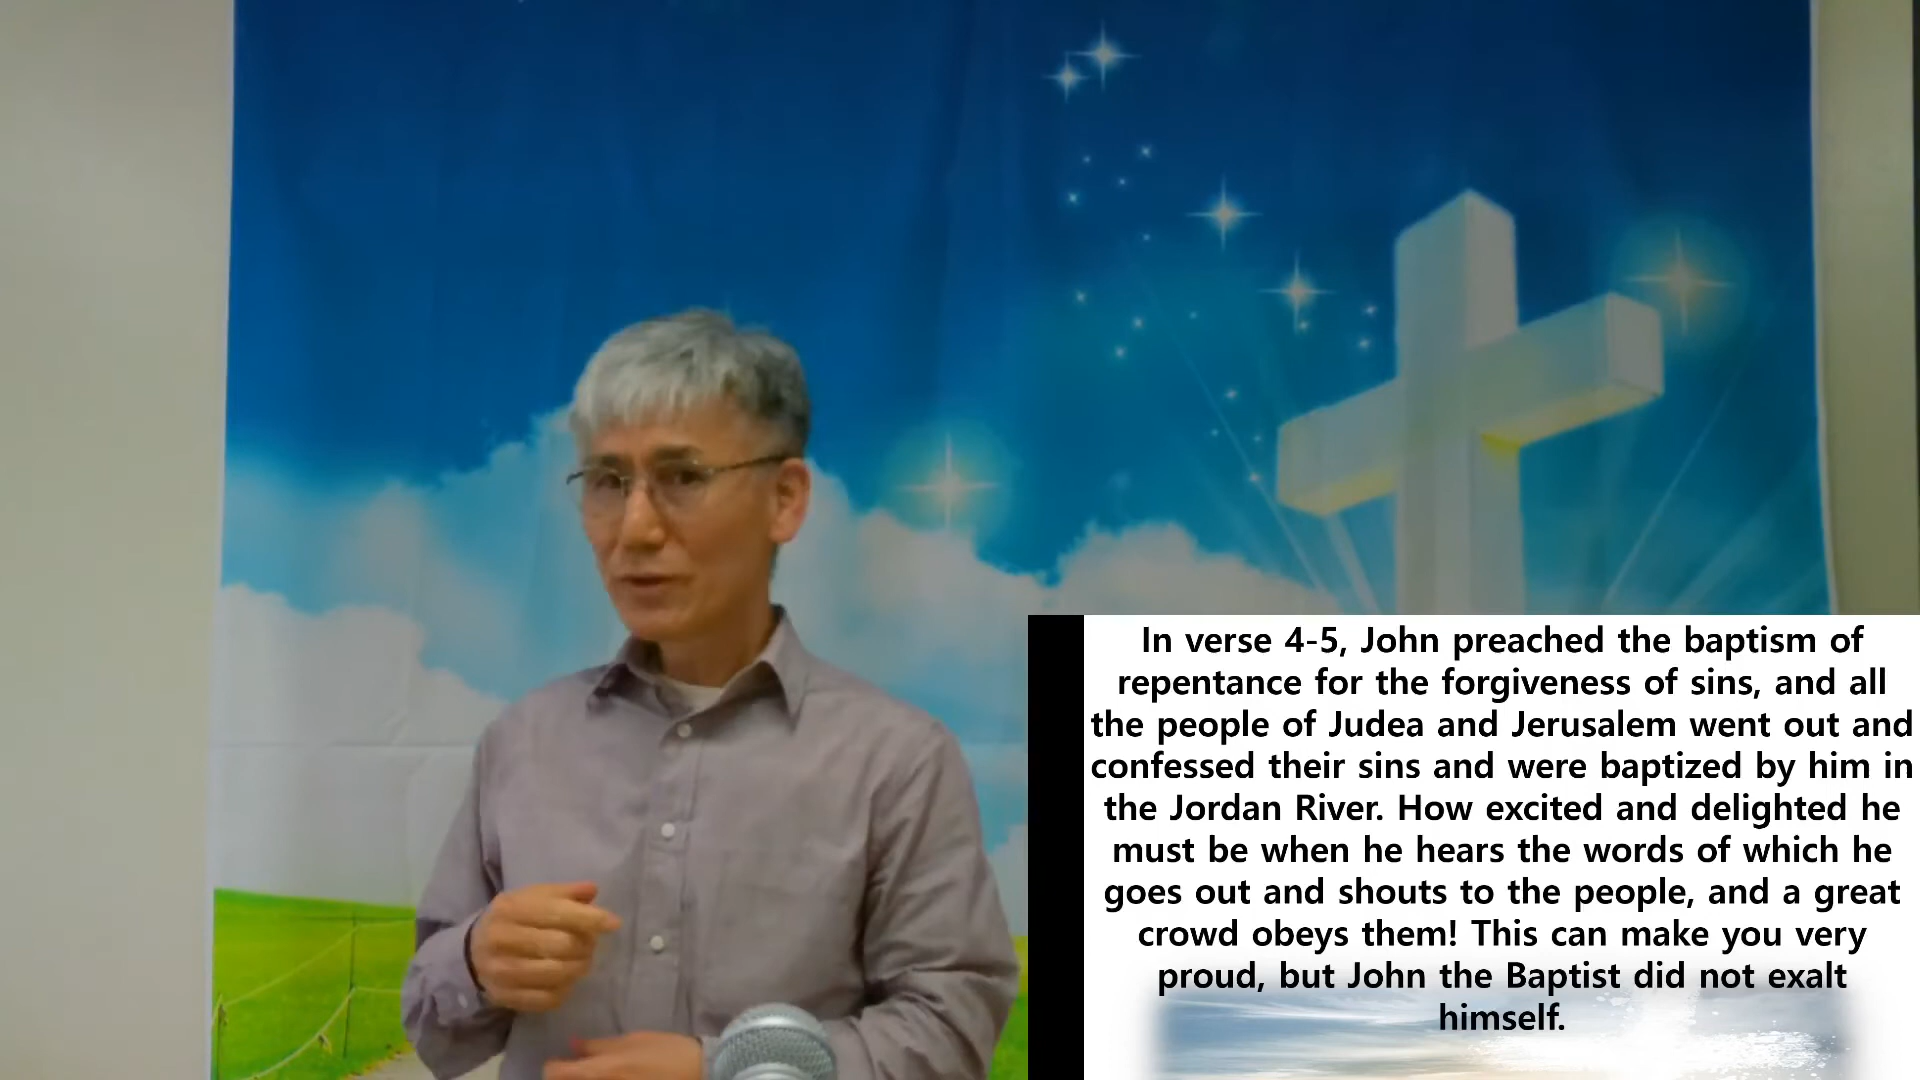 In verse 4-5, John preached the baptism of
repentance for the forgiveness of sins, and all
the people of Judea and Jerusalem went out and
confessed their sins and were baptized by him in
the Jordan River. How excited and delighted he
must be when he hears the words of which he
goes out and shouts to the people, and a great
crowd obeys them! This can make you very
proud, but John the Baptist did not exalt
himself.